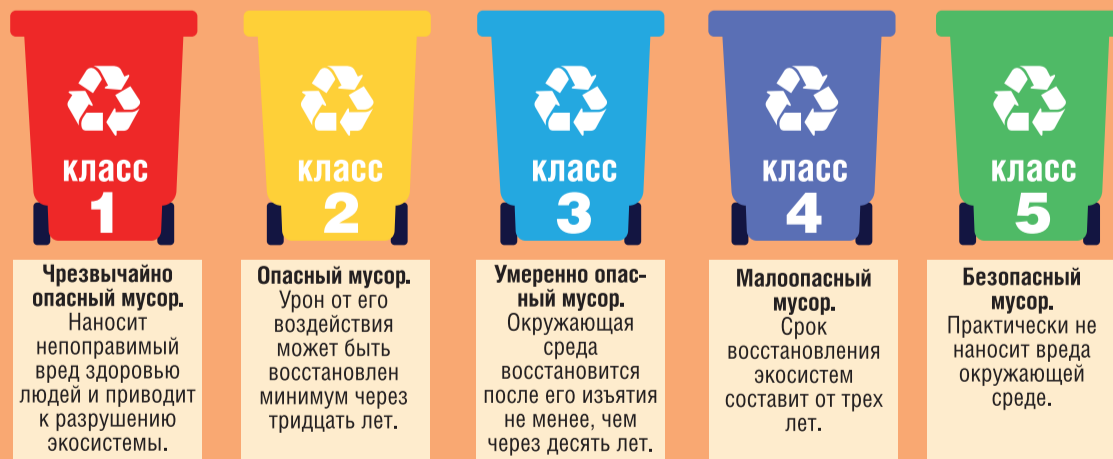 класс
1
класс
2
класс
3
класс
4
класс
5
Чрезвычайно
опасный мусор.
Наносит
непоправимый
вред здоровью
людей и приводит
к разрушению
экосистемы.
Опасный мусор.
Урон от его
воздействия
может быть
восстановлен
минимум через
тридцать лет.
Умеренно опас-
ный мусор.
Окружающая
среда
восстановится
после его изъятия
не менее, чем
через десять лет.
Малоопасный
мусор.
Срок
восстановления
экосистем
составит от трех
лет.
Безопасный
мусор.
Практически не
наносит вреда
окружающей
среде.